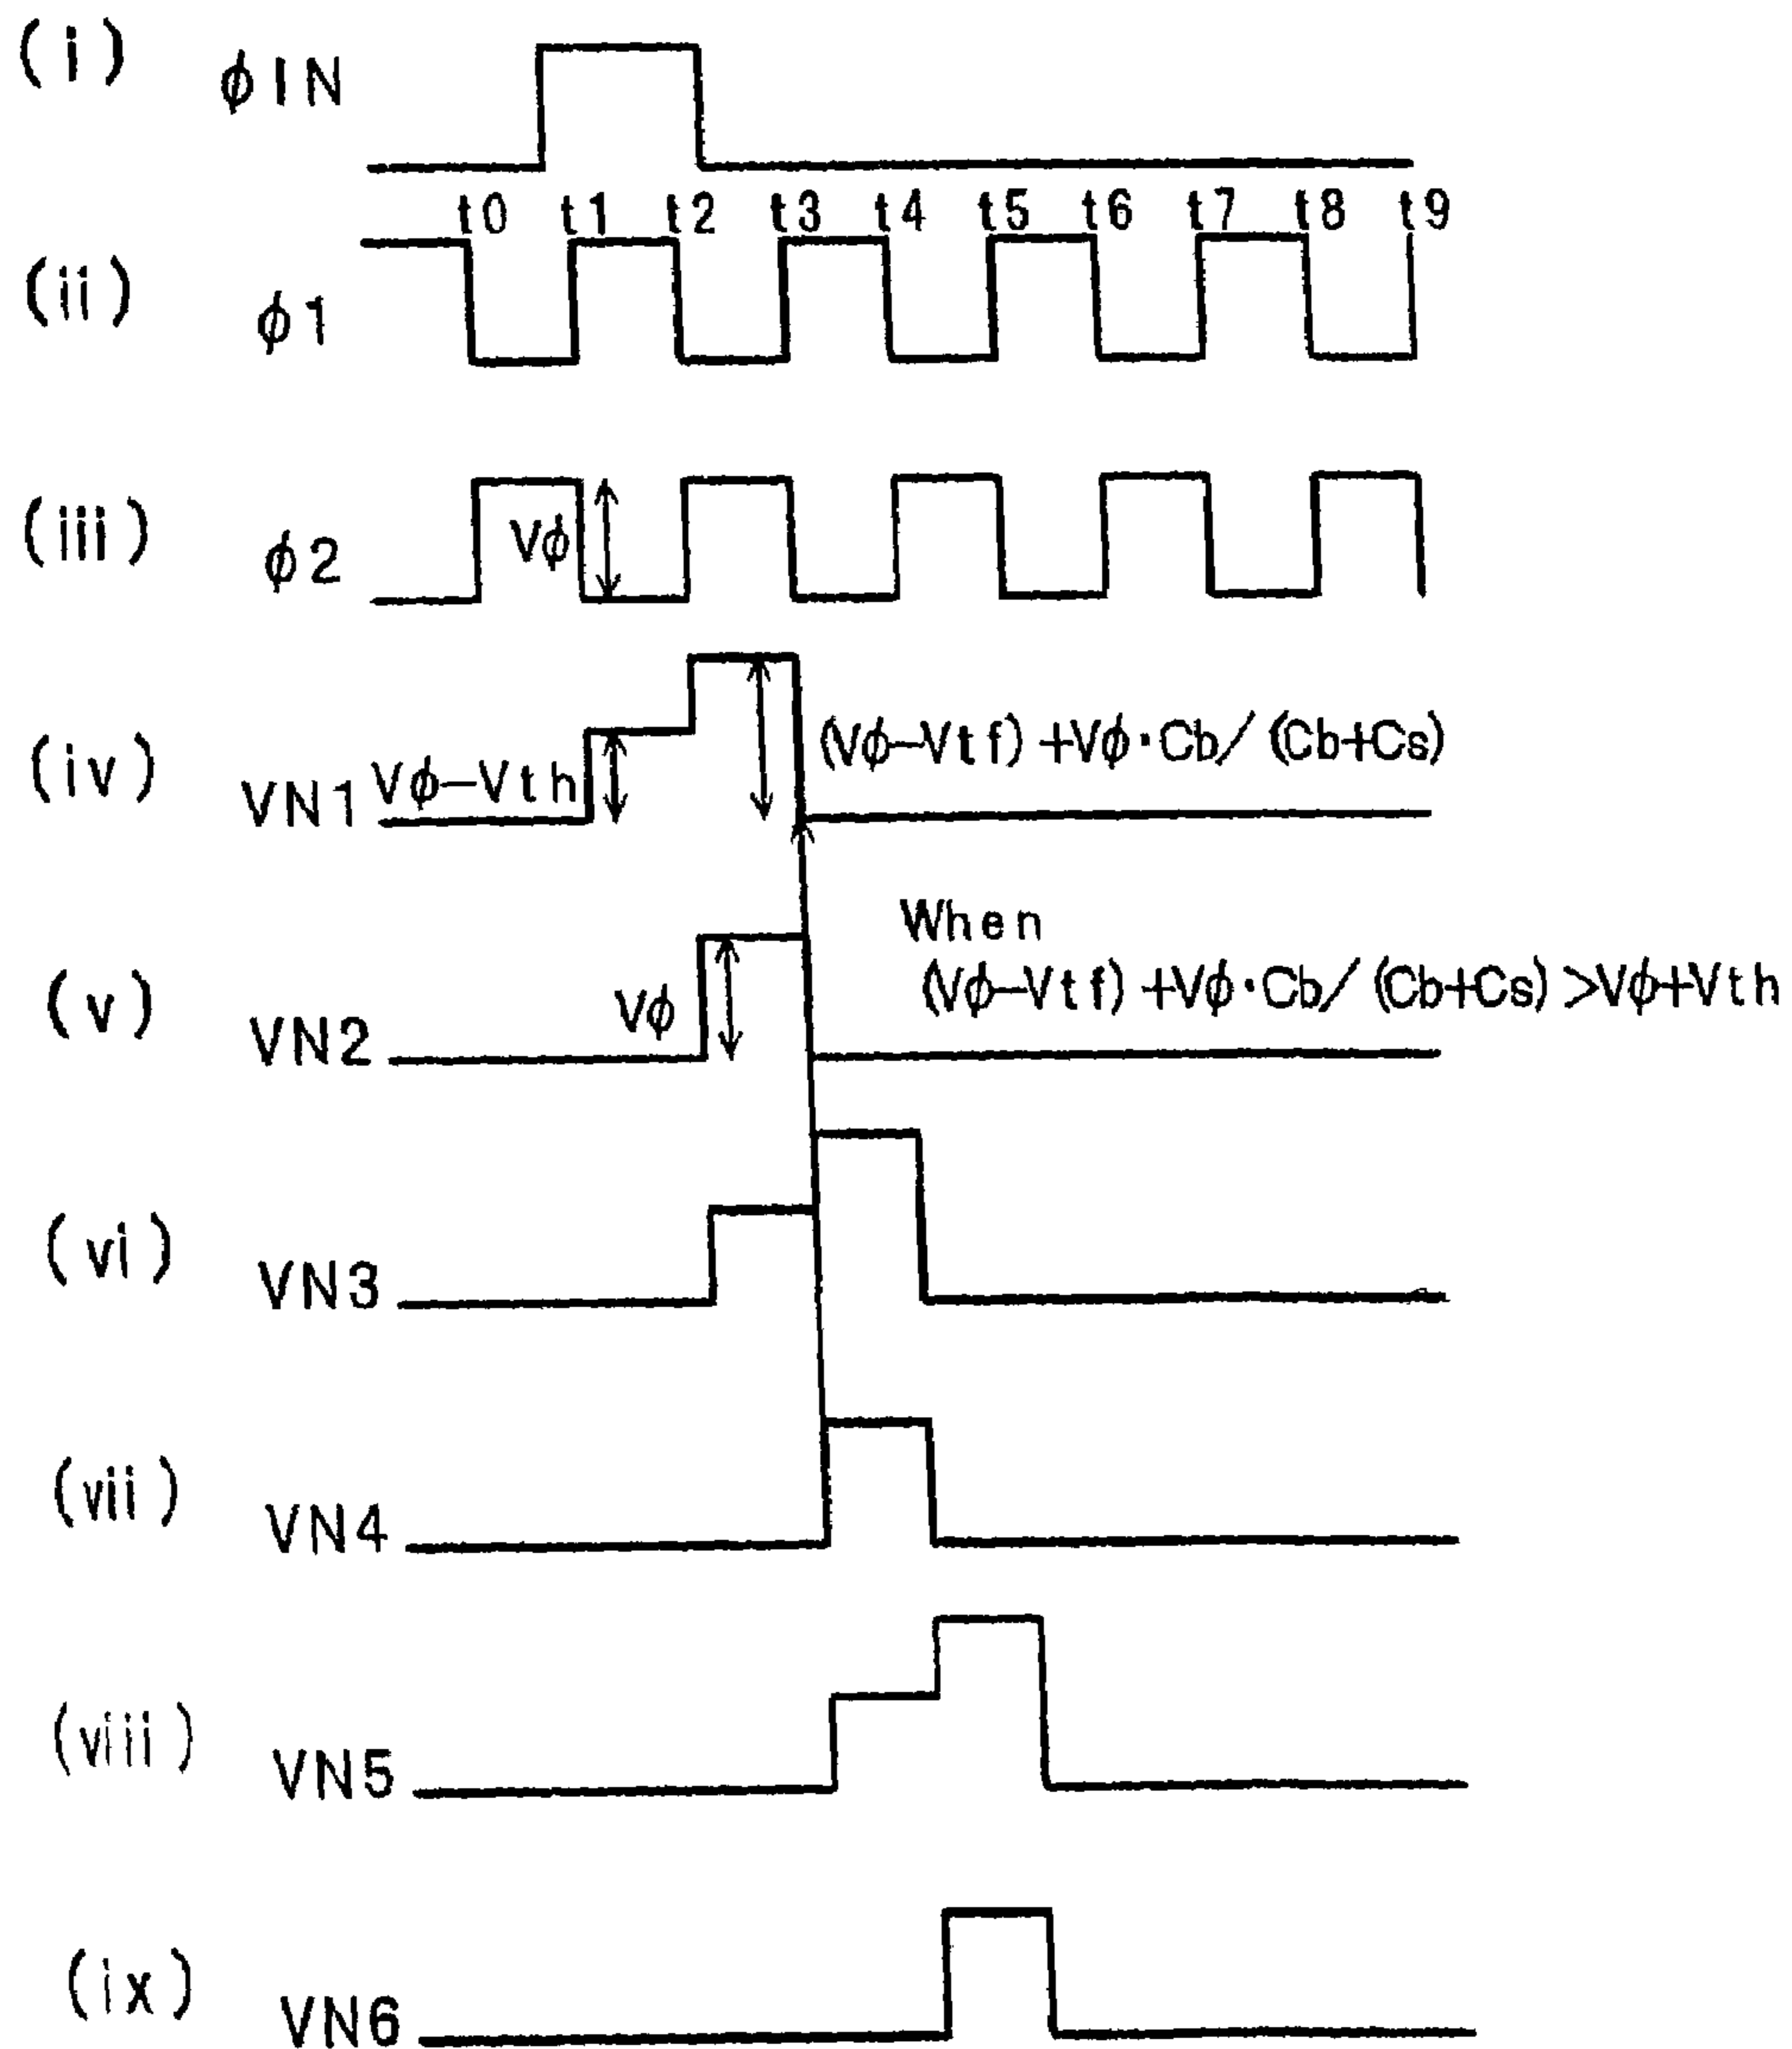 (i) φIN
t0 t1 t2 t3 t4 t5 t6 t7 t8 t9
(ii) φ1
(iii) φ2 Vφ
(iv) VN1 Vφ-Vth (Vφ-Vtf)+Vφ·Cb/(Cb+Cs)
When
(v) VN2 Vφ (Vφ-Vtf)+Vφ·Cb/(Cb+Cs)>Vφ+Vth
(vi) VN3
(vii) VN4
(viii) VN5
(ix) VN6